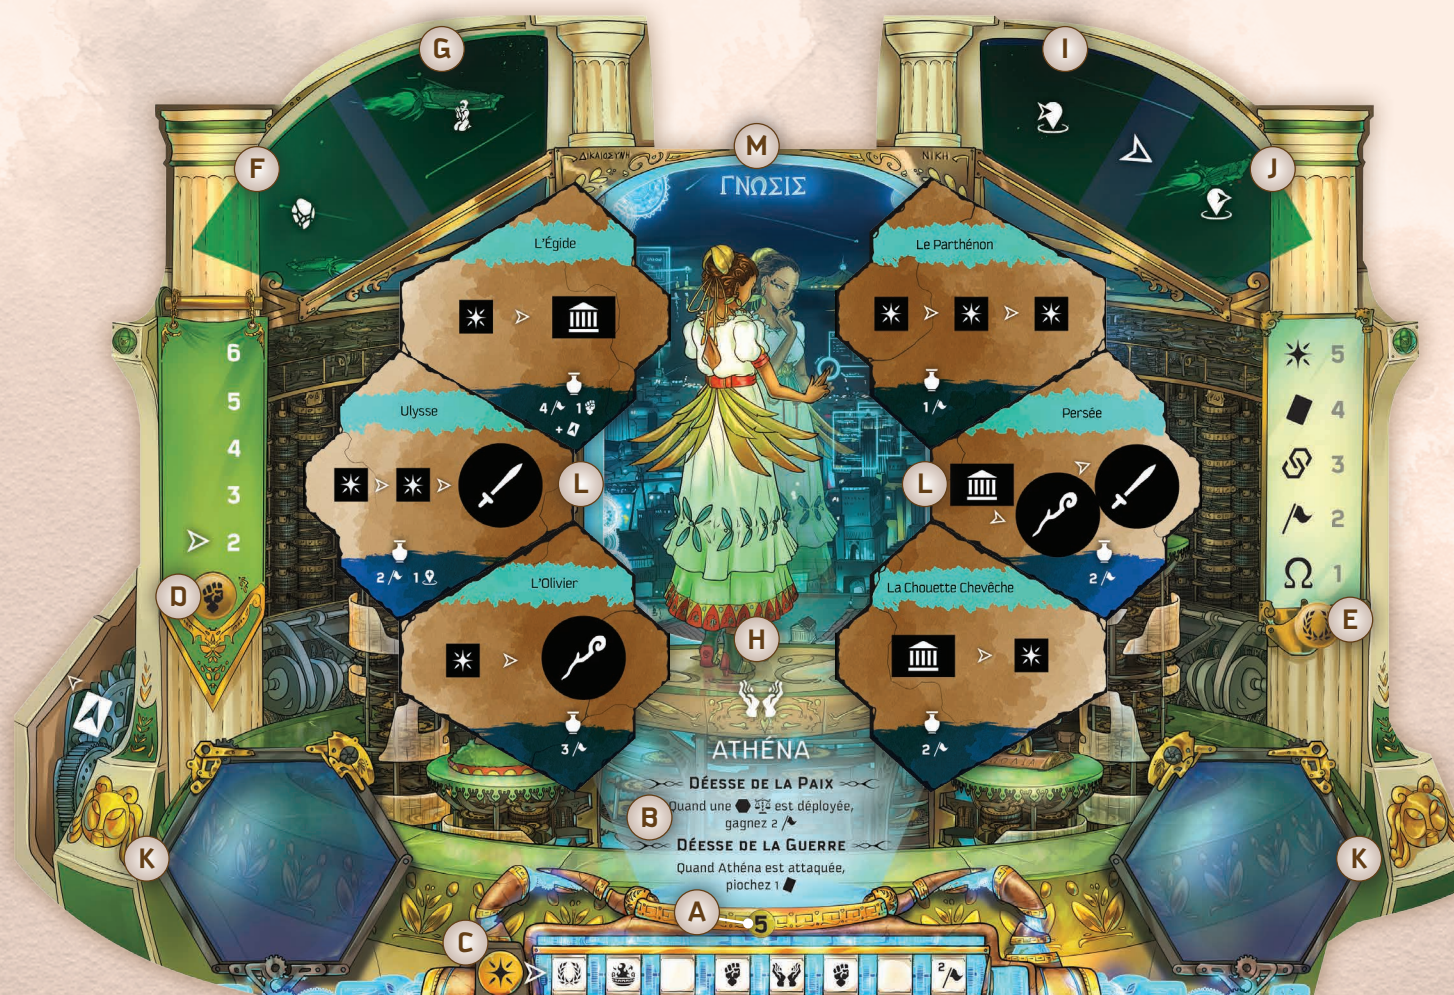 G
I
F
M
J
ΔΙΚΑΙΟΣΥΝΗ
ΝΙΚΗ
ΓΝΩΣΙΣ
L'Égide
4 1
+
Le Parthénon
1
6
5
4
3
2
5
4
3
2
Ω 1
Ulysse
2 1
L
L
Persée
2
D
E
L'Olivier
3
La Chouette Chevêche
2
H
ATHÉNA
Déesse de la Paix
Quand une est déployée,
gagnez 2
B
Déesse de la Guerre
Quand Athéna est attaquée,
piochez 1
K
K
A
5
C
2